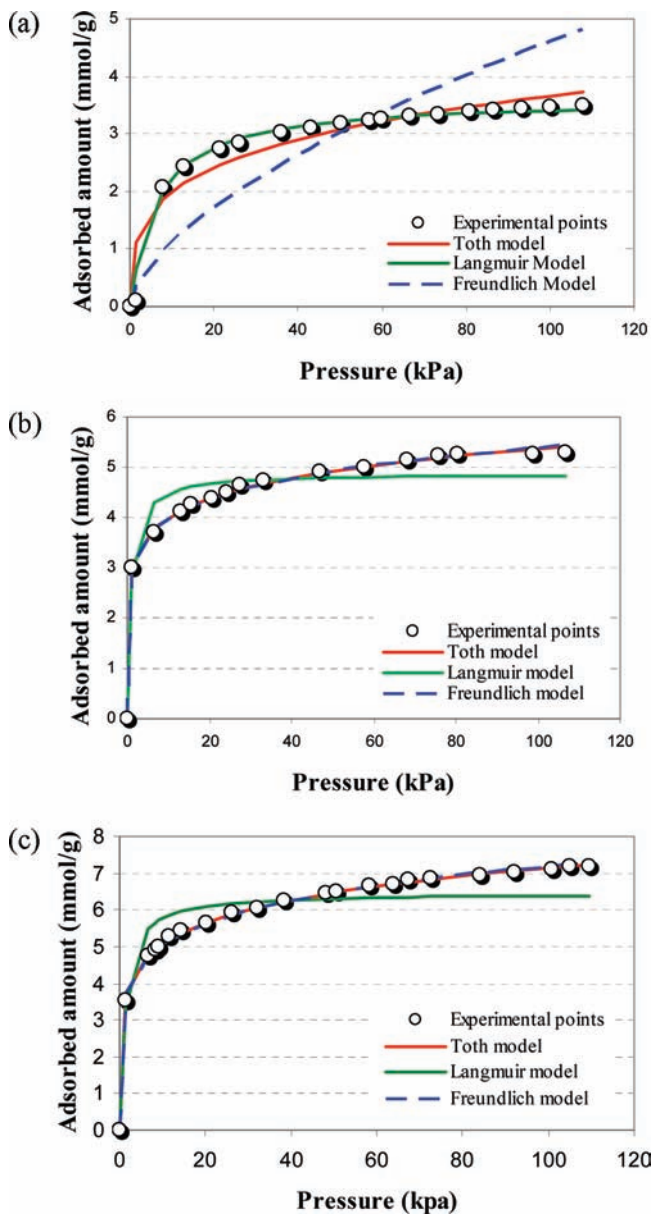 (a)
Adsorbed amount (mmol/g)
5
4
3
2
1
0
Experimental points
Toth model
Langmuir Model
Freundlich Model
0 20 40 60 80 100 120
Pressure (kPa)
(b)
Adsorbed amount (mmol/g)
6
5
4
3
2
1
0
Experimental points
Toth model
Langmuir model
Freundlich model
0 20 40 60 80 100 120
Pressure (kPa)
(c)
Adsorbed amount (mmol/g)
8
7
6
5
4
3
2
1
0
Experimental points
Toth model
Langmuir model
Freundlich model
0 20 40 60 80 100 120
Pressure (kpa)